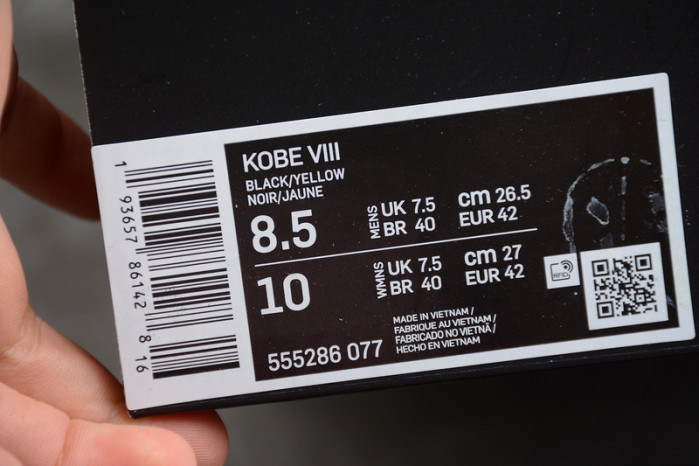 KOBE VIII
BLACK/YELLOW
NOIR/JAUNE
8.5
MENS
UK 7.5
BR 40
cm 26.5
EUR 42
10
WMNS
UK 7.5
BR 40
cm 27
EUR 42
555286 077
MADE IN VIETNAM /
FABRIQUE AU VIETNAM /
FABRICADO NO VIETNÃ /
HECHO EN VIETNAM
RFID
1 93657 86142 8 16